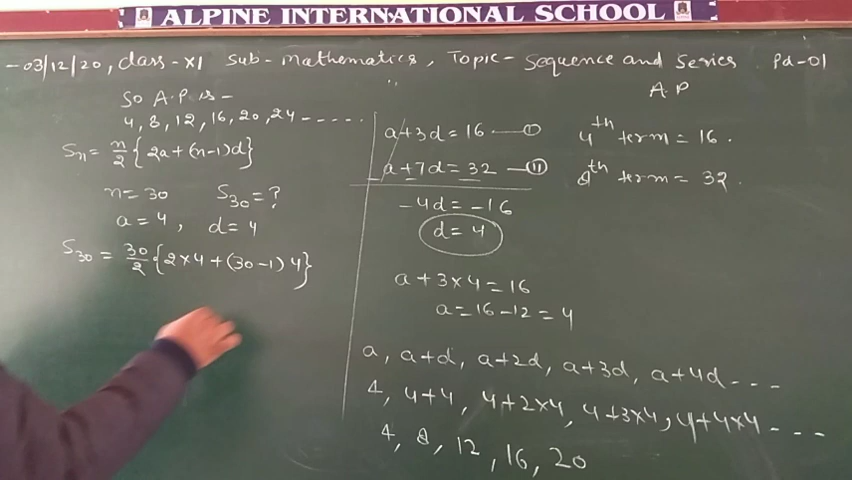 ALPINE INTERNATIONAL SCHOOL
-03/12/20, class-XI Sub-Mathematics, Topic- Sequence and Series Pd-01
A.P
So A.P is -
4, 8, 12, 16, 20, 24 - - - - - -
Sn = n/2 {2a+(n-1)d}
n=30 S30=?
a=4, d=4
S30 = 30/2 {2×4+(30-1)4}
a+3d=16 — I
a+7d=32 — II
-4d=-16
d=4
a+3×4=16
a=16-12=4
4th term = 16.
8th term = 32.
a, a+d, a+2d, a+3d, a+4d - - - -
4, 4+4, 4+2×4, 4+3×4, 4+4×4 - - - -
4, 8, 12, 16, 20